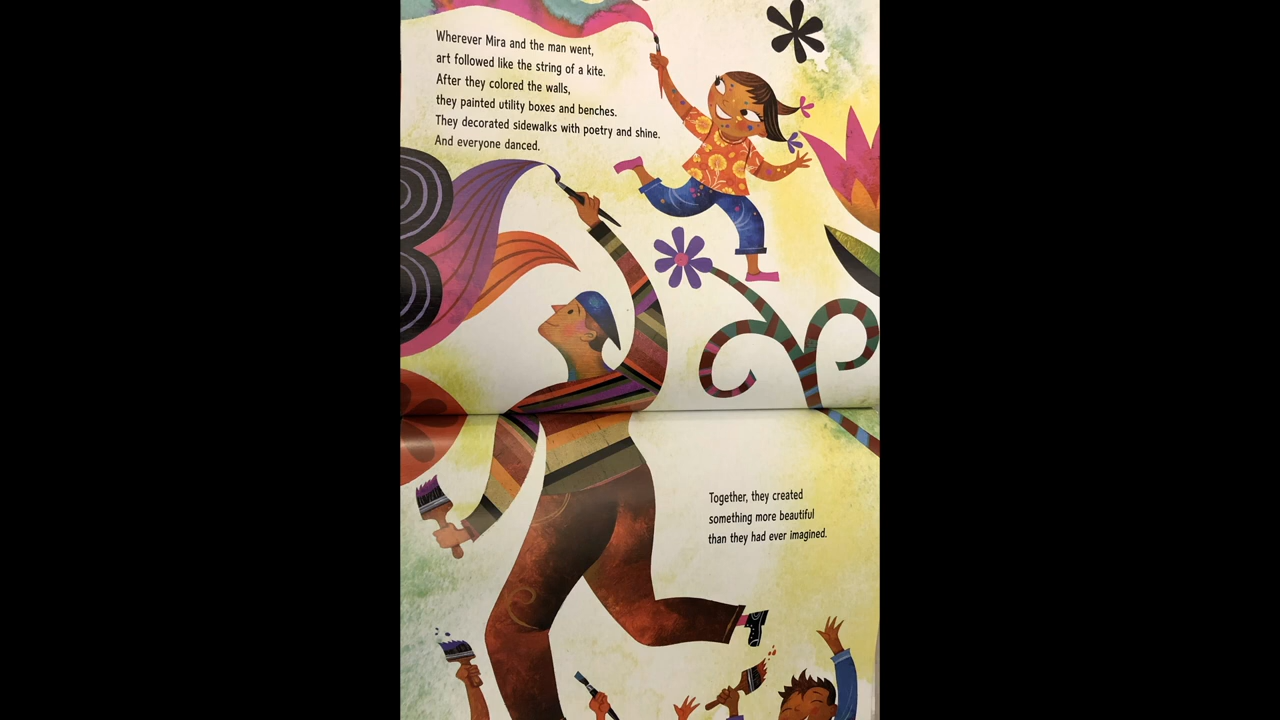 Wherever Mira and the man went,
art followed like the string of a kite.
After they colored the walls,
they painted utility boxes and benches.
They decorated sidewalks with poetry and shine.
And everyone danced.
Together, they created
something more beautiful
than they had ever imagined.